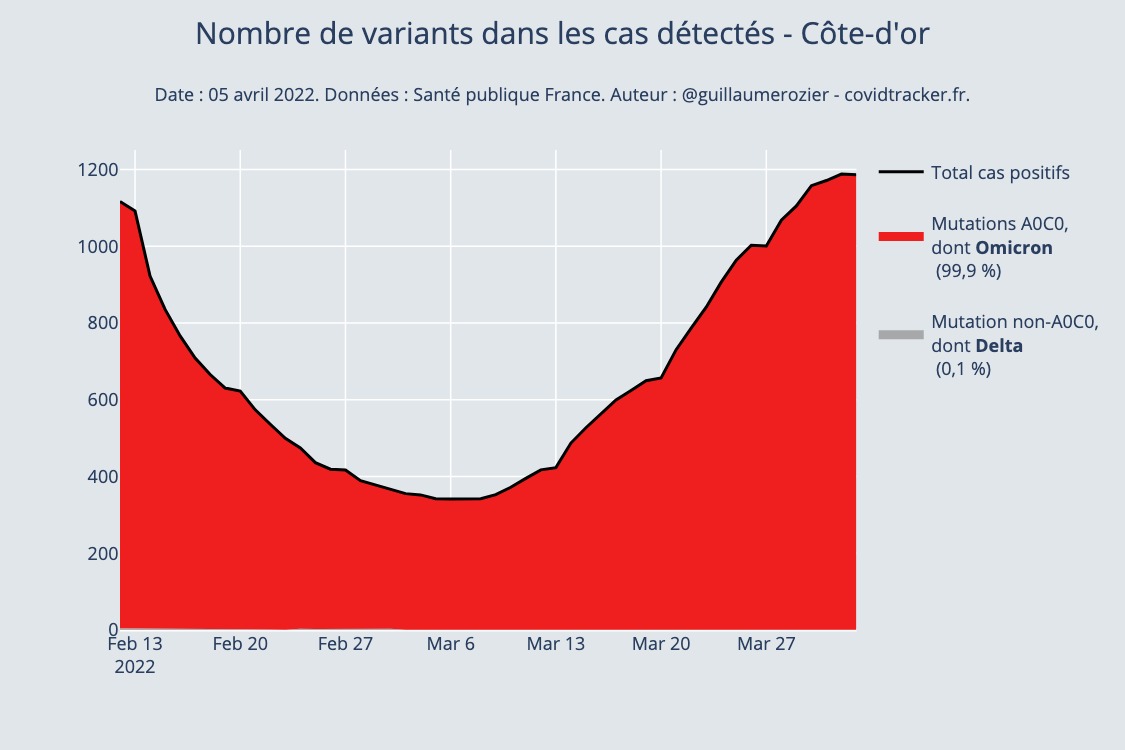 Nombre de variants dans les cas détectés - Côte-d'or
Date : 05 avril 2022. Données : Santé publique France. Auteur : @guillaumerozier - covidtracker.fr.
1200
1000
800
600
400
200
0
Feb 13
2022
Feb 20
Feb 27
Mar 6
Mar 13
Mar 20
Mar 27
Total cas positifs
Mutations A0C0,
dont Omicron
(99,9 %)
Mutation non-A0C0,
dont Delta
(0,1 %)